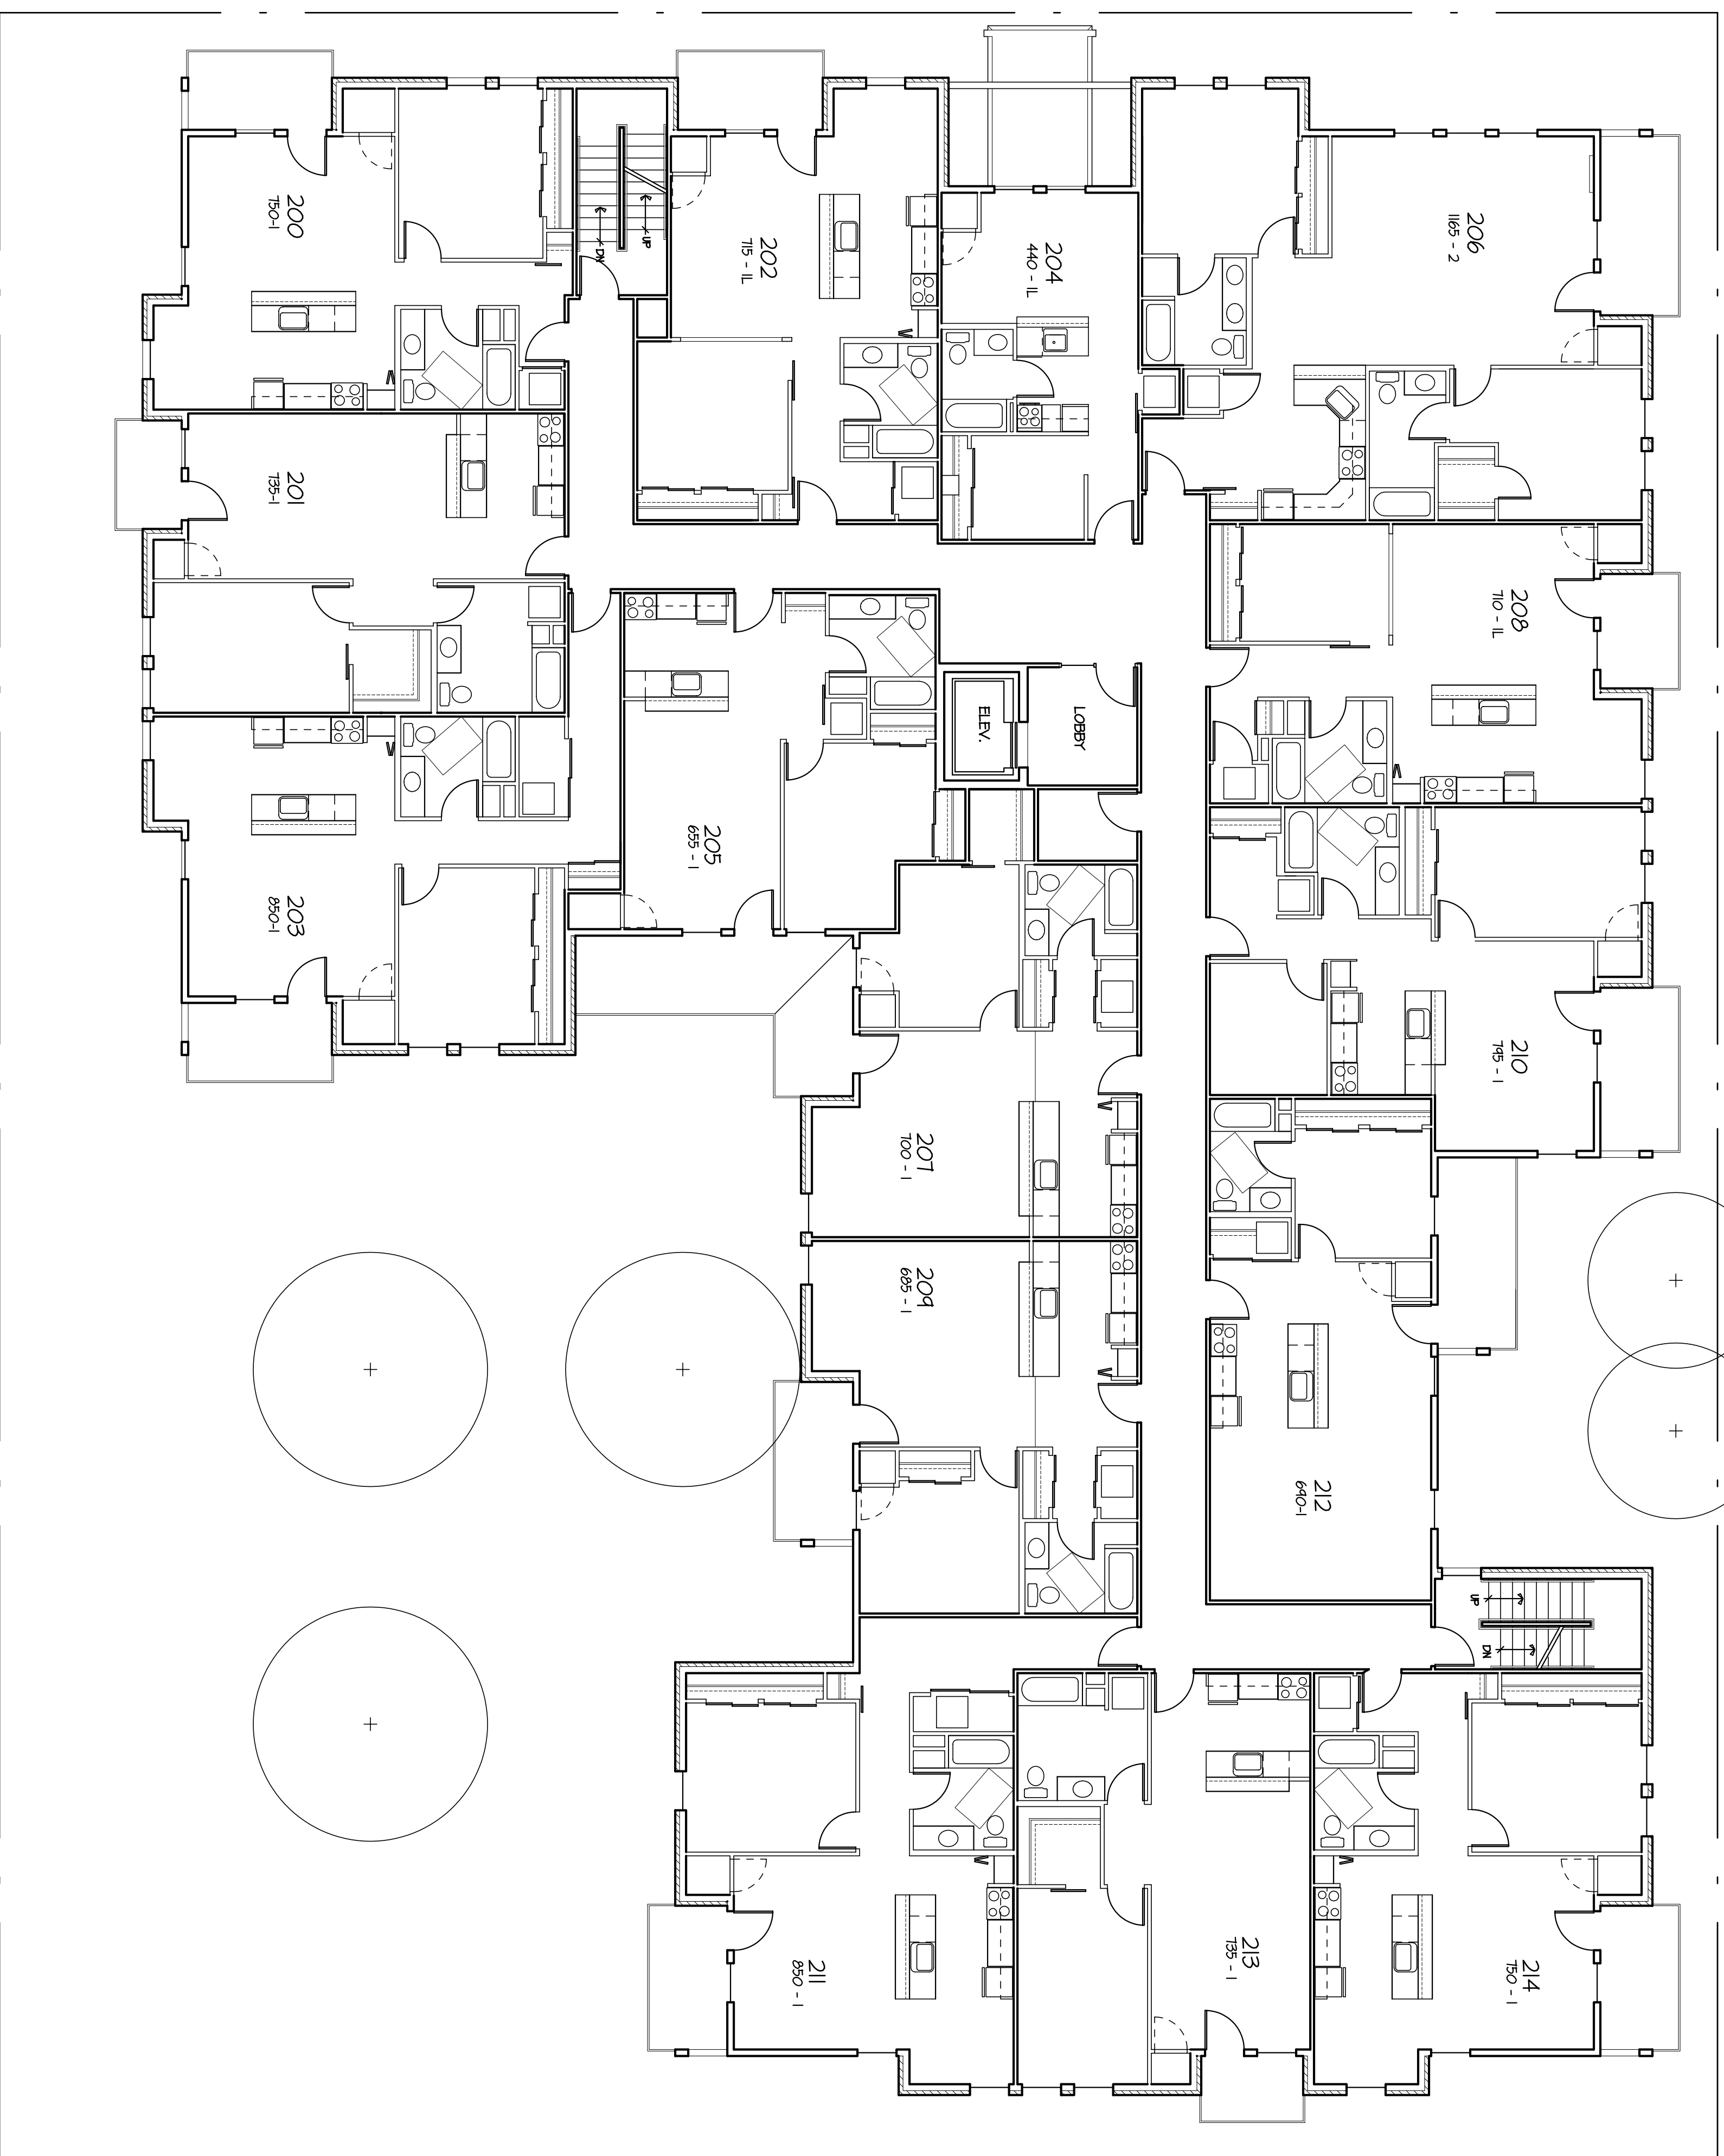 200
750-1
201
735-1
203
850-1
UP
DN
202
715 - 1L
204
440 - 1L
206
1165 - 2
208
710 - 1L
LOBBY
ELEV.
205
655 - 1
210
795 - 1
207
700 - 1
209
685 - 1
212
690-1
UP
DN
211
850 - 1
213
735 - 1
214
750 - 1